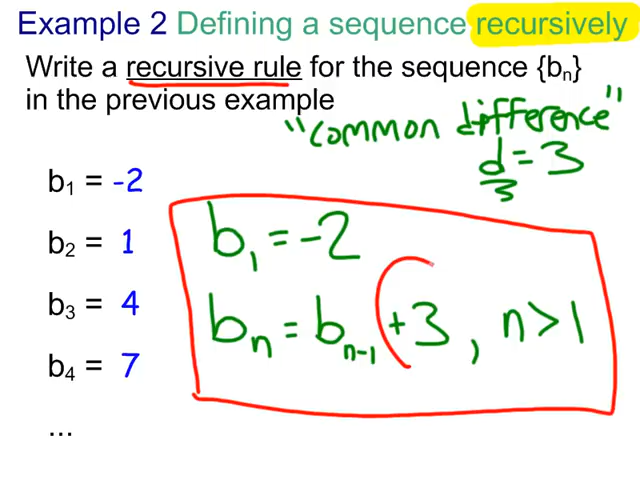 Example 2 Defining a sequence recursively
Write a recursive rule for the sequence {bₙ}
in the previous example
"common difference"
d = 3
b₁ = -2
b₁ = -2
b₂ = 1
b₃ = 4
bₙ = bₙ₋₁ + 3, n > 1
b₄ = 7
...